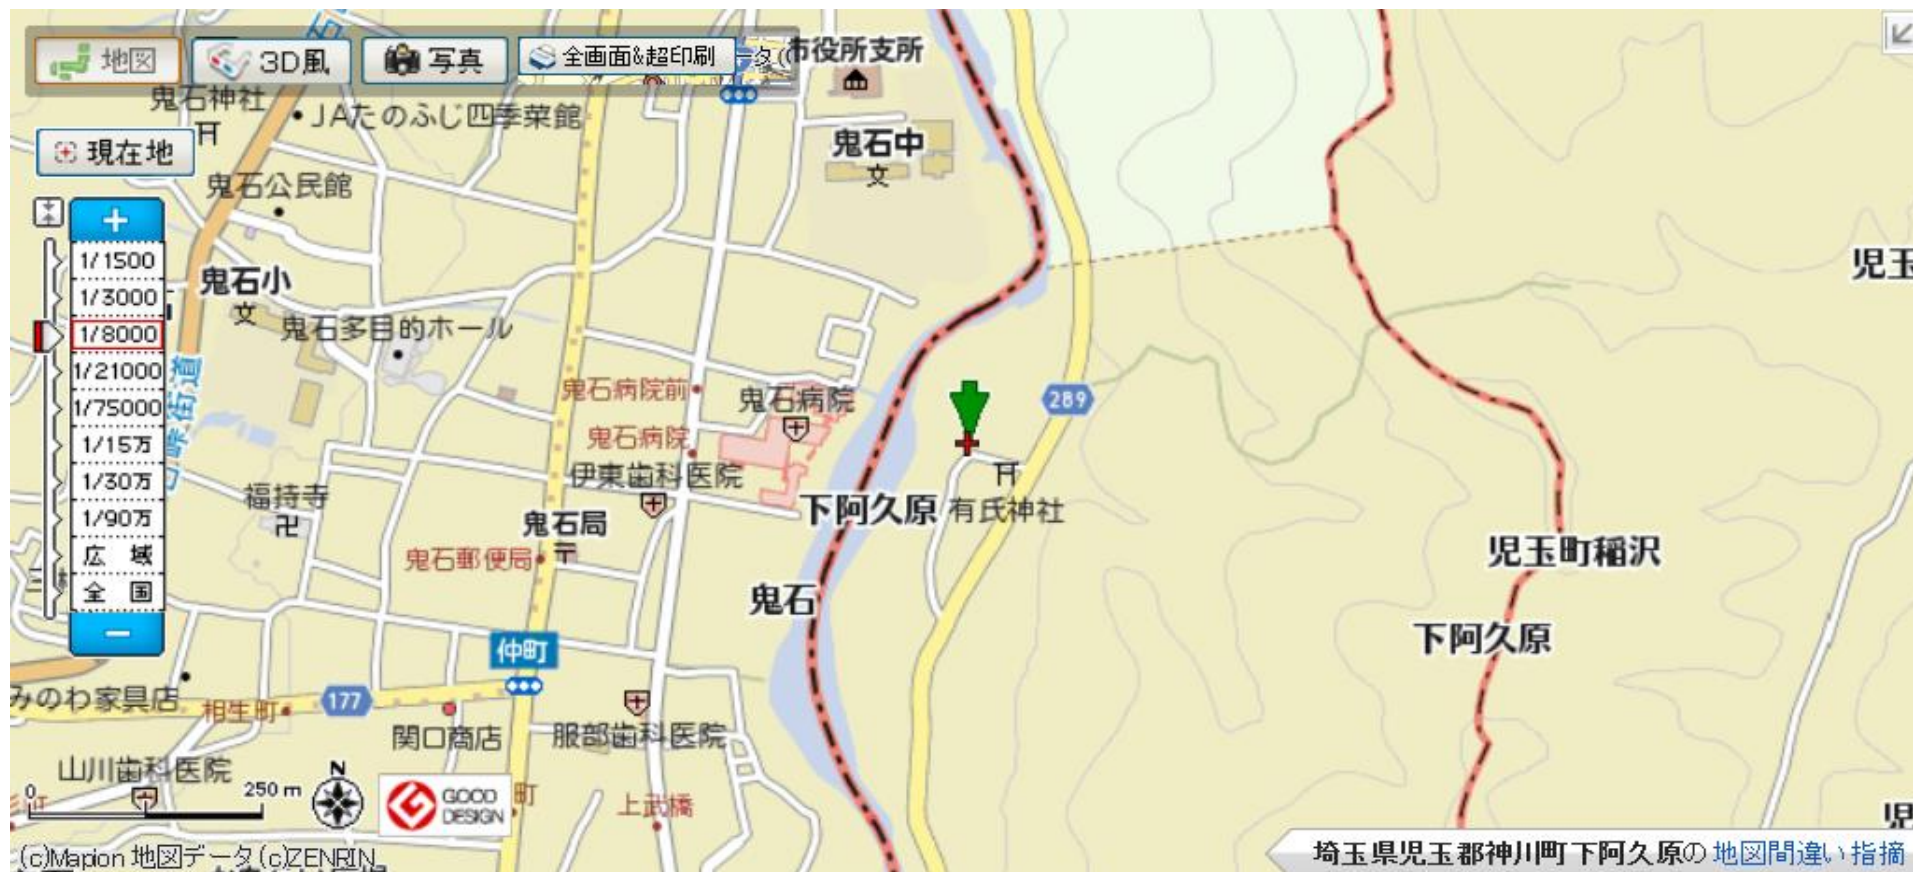 地図
3D風
写真
全画面&超印刷
市役所支所
鬼石神社
JAたのふじ四季菜館
現在地
鬼石中
文
鬼石公民館
+
1/1500
1/3000
1/8000
1/21000
1/75000
1/15万
1/30万
1/90万
広 域
全 国
−
鬼石小
文
鬼石多目的ホール
児玉
鬼石病院前
鬼石病院
289
鬼石病院
伊東歯科医院
福持寺
卍
下阿久原
有氏神社
鬼石局
〒
鬼石郵便局
児玉町稲沢
鬼石
下阿久原
仲町
みのわ家具店
相生町
177
関口商店
服部歯科医院
山川歯科医院
0
250 m
N
GOOD
DESIGN
町
上武橋
児
(c)Mapion 地図データ(c)ZENRIN
埼玉県児玉郡神川町下阿久原の 地図間違い指摘